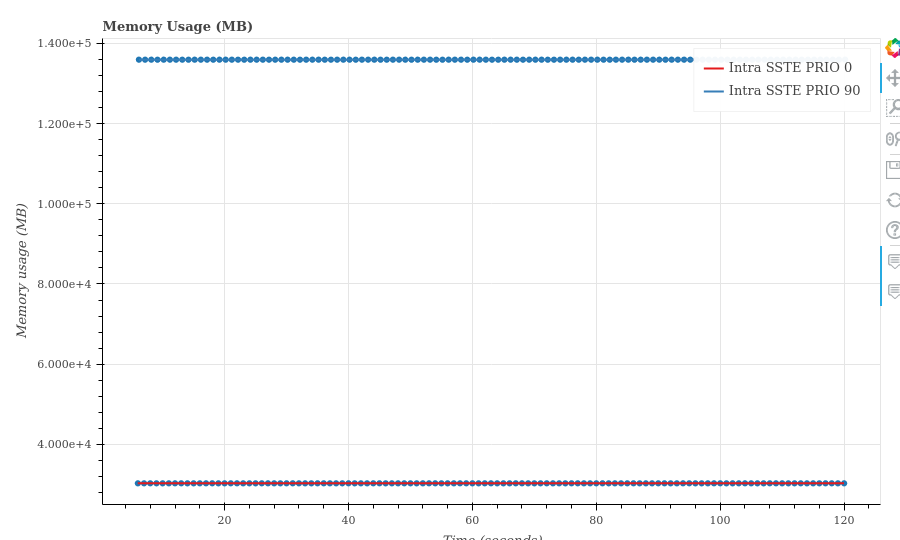 Memory Usage (MB)
1.400e+5
1.200e+5
1.000e+5
8.000e+4
6.000e+4
4.000e+4
Memory usage (MB)
Intra SSTE PRIO 0
Intra SSTE PRIO 90
20
40
60
80
100
120
Time (seconds)